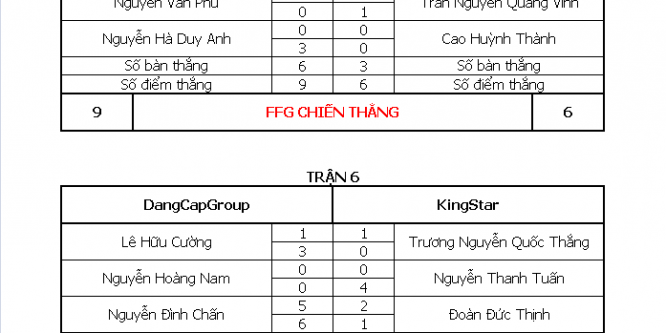 Nguyễn Văn Phú Trần Nguyễn Quang Vinh
0 1
0 0
Nguyễn Hà Duy Anh Cao Huỳnh Thành
3 0
Số bàn thắng 6 3 Số bàn thắng
Số điểm thắng 9 6 Số điểm thắng
9 FFG CHIẾN THẮNG 6
TRẬN 6
DangCapGroup KingStar
1 1
Lê Hữu Cường Trương Nguyễn Quốc Thắng
3 0
0 0
Nguyễn Hoàng Nam Nguyễn Thanh Tuấn
0 4
5 2
Nguyễn Đình Chấn Đoàn Đức Thịnh
6 1